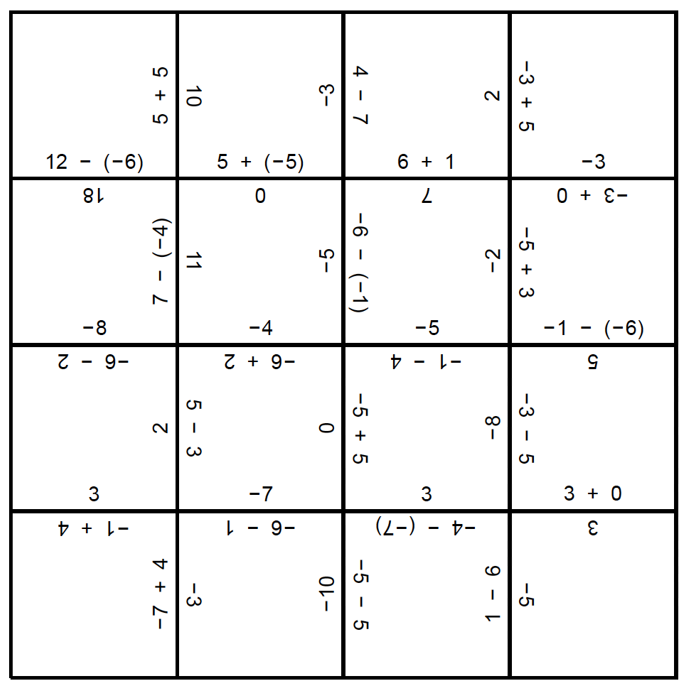 5 + 5
10
−3
4 − 7
2
−3 + 5
12 − (−6)
5 + (−5)
6 + 1
−3
18
0
7
−3 + 0
7 − (−4)
11
−5
−6 − (−1)
−2
−5 + 3
−8
−4
−5
−1 − (−6)
−6 − 2
−6 + 2
−1 − 4
5
2
5 − 3
0
−5 + 5
−8
−3 − 5
3
−7
3
3 + 0
−1 + 4
−6 − 1
−4 − (−7)
3
−7 + 4
−3
−10
−5 − 5
1 − 6
−5